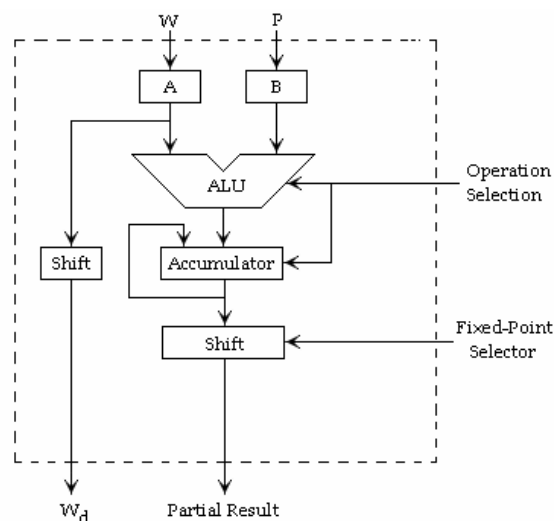 W
P
A
B
ALU
Operation
Selection
Shift
Accumulator
Fixed-Point
Selector
Shift
Wd
Partial Result